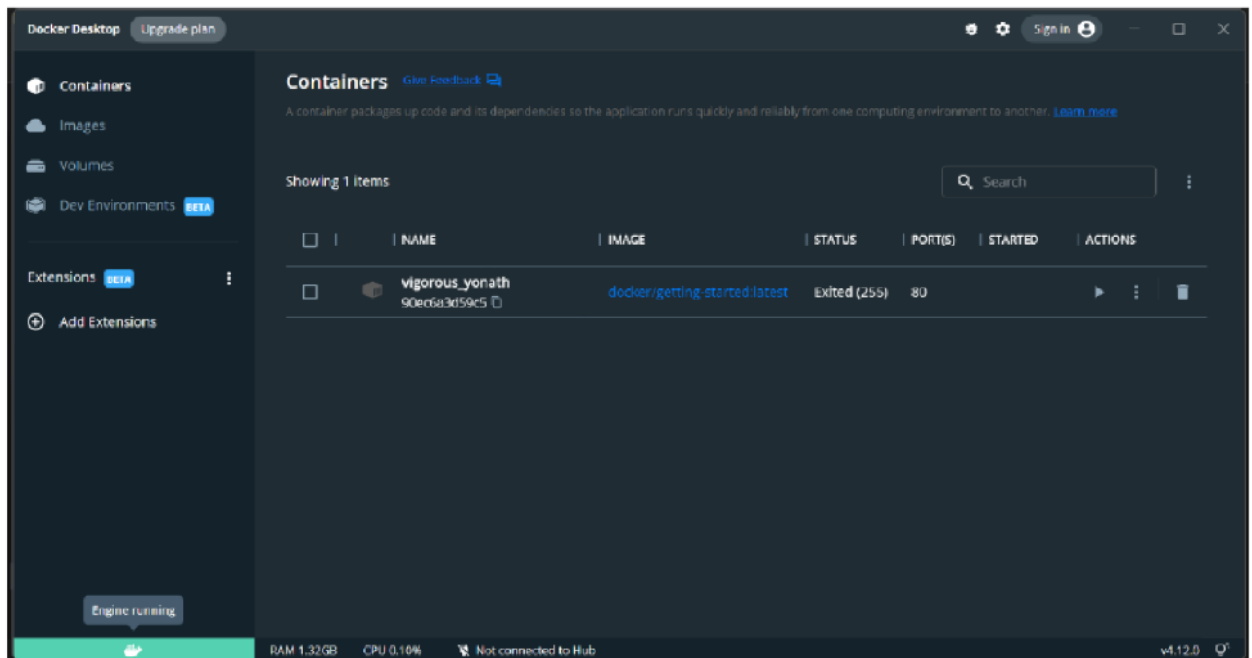 Docker Desktop Upgrade plan Sign in
Containers
Images
Volumes
Dev Environments BETA
Extensions BETA
Add Extensions
Engine running
Containers Give Feedback
A container packages up code and its dependencies so the application runs quickly and reliably from one computing environment to another. Learn more
Showing 1 items
Search
NAME IMAGE STATUS PORT(S) STARTED ACTIONS
vigorous_yonath docker/getting-started:latest Exited (255) 80
90ec6a3d59c5
RAM 1.32GB CPU 0.10% Not connected to Hub v4.12.0